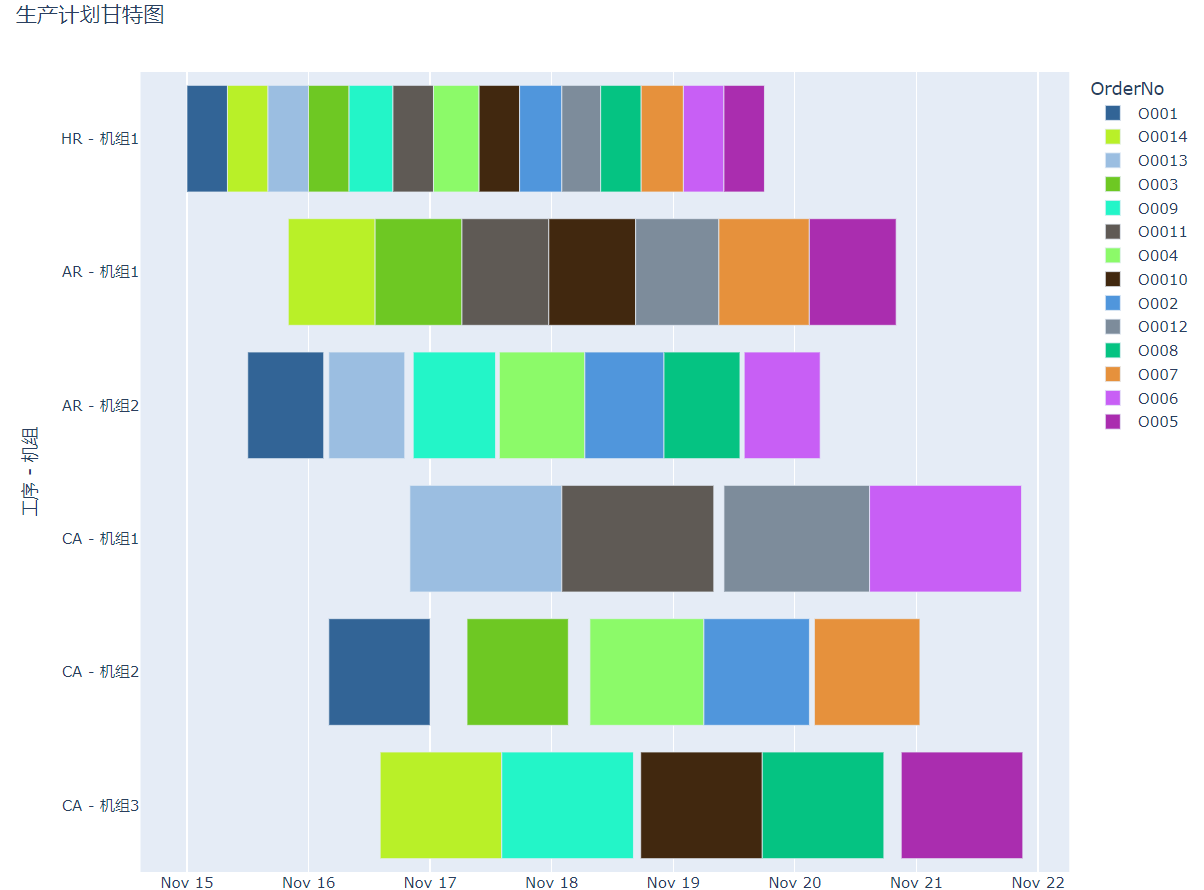 生产计划甘特图
OrderNo
O001
O0014
O0013
O003
O009
O0011
O004
O0010
O002
O0012
O008
O007
O006
O005
HR - 机组1
AR - 机组1
AR - 机组2
CA - 机组1
CA - 机组2
CA - 机组3
工序 - 机组
Nov 15
Nov 16
Nov 17
Nov 18
Nov 19
Nov 20
Nov 21
Nov 22